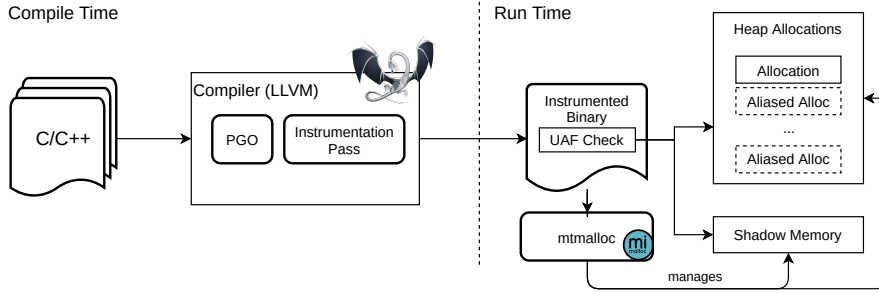 Compile Time
Run Time
C/C++
Compiler (LLVM)
PGO
Instrumentation
Pass
Instrumented
Binary
UAF Check
mtmalloc
mi
malloc
Heap Allocations
Allocation
Aliased Alloc
...
Aliased Alloc
Shadow Memory
manages